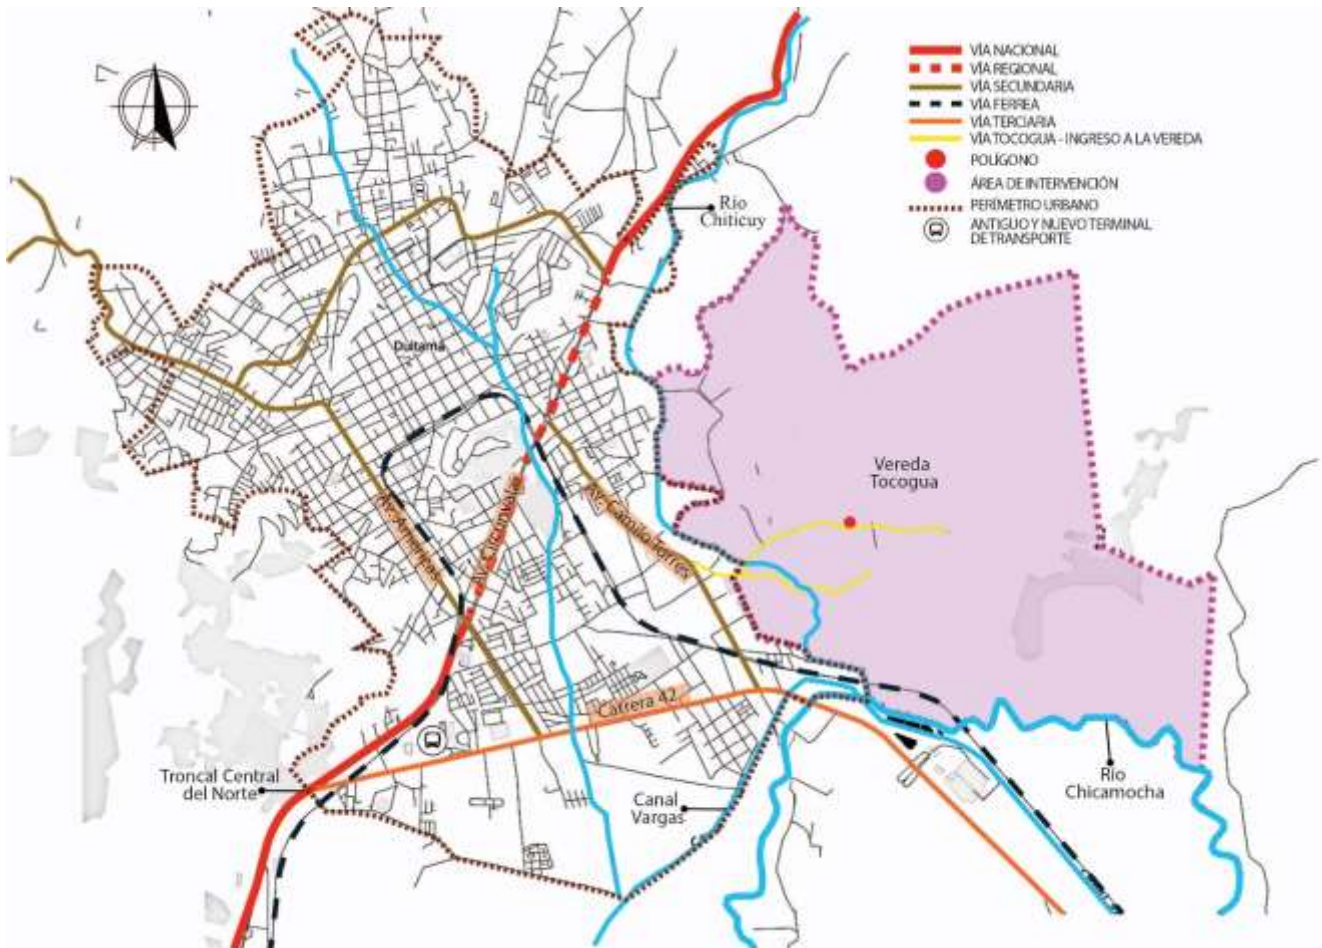 VÍA NACIONAL
VÍA REGIONAL
VÍA SECUNDARIA
VÍA FERREA
VÍA TERCIARIA
VÍA TOCOGUA - INGRESO A LA VEREDA
POLÍGONO
ÁREA DE INTERVENCIÓN
PERÍMETRO URBANO
ANTIGUO Y NUEVO TERMINAL
DE TRANSPORTE
Río
Chiticuy
Duitama
Vereda
Tocogua
Av. Americas
Av. Circunvalar
Av. Camilo Torres
Carrera 42
Troncal Central
del Norte
Canal
Vargas
Río
Chicamocha